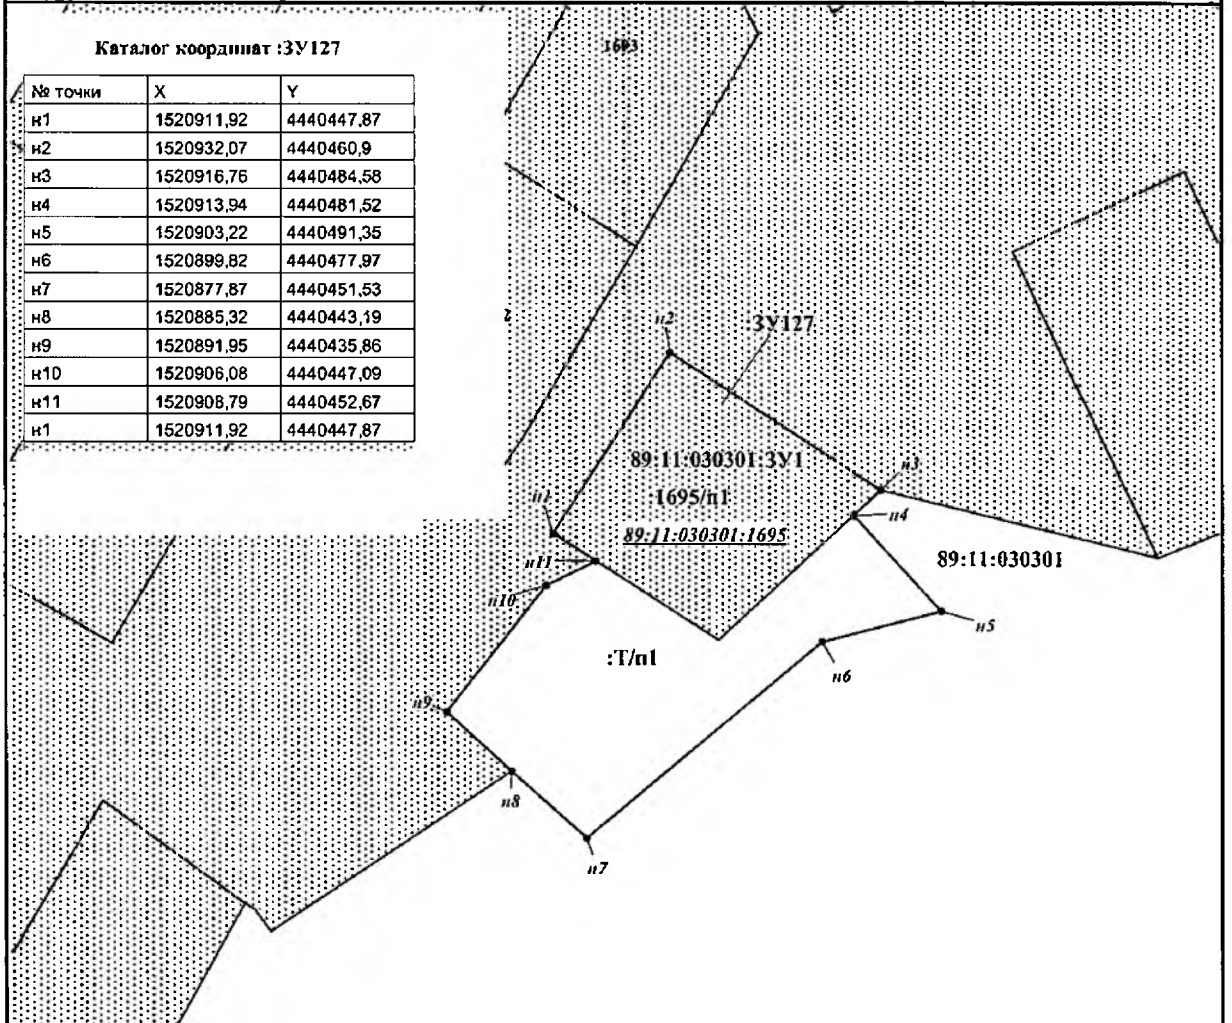 Каталог координат :ЗУ127
№ точки X Y
н1 1520911,92 4440447,87
н2 1520932,07 4440460,9
н3 1520916,76 4440484,58
н4 1520913,94 4440481,52
н5 1520903,22 4440491,35
н6 1520899,82 4440477,97
н7 1520877,87 4440451,53
н8 1520885,32 4440443,19
н9 1520891,95 4440435,86
н10 1520906,08 4440447,09
н11 1520908,79 4440452,67
н1 1520911,92 4440447,87
1693
н2
:ЗУ127
89:11:030301:ЗУ1
н3
1695/п1
н1
н4
89:11:030301:1695
89:11:030301
н11
н10
н5
:Т/п1
н6
н9
н8
н7